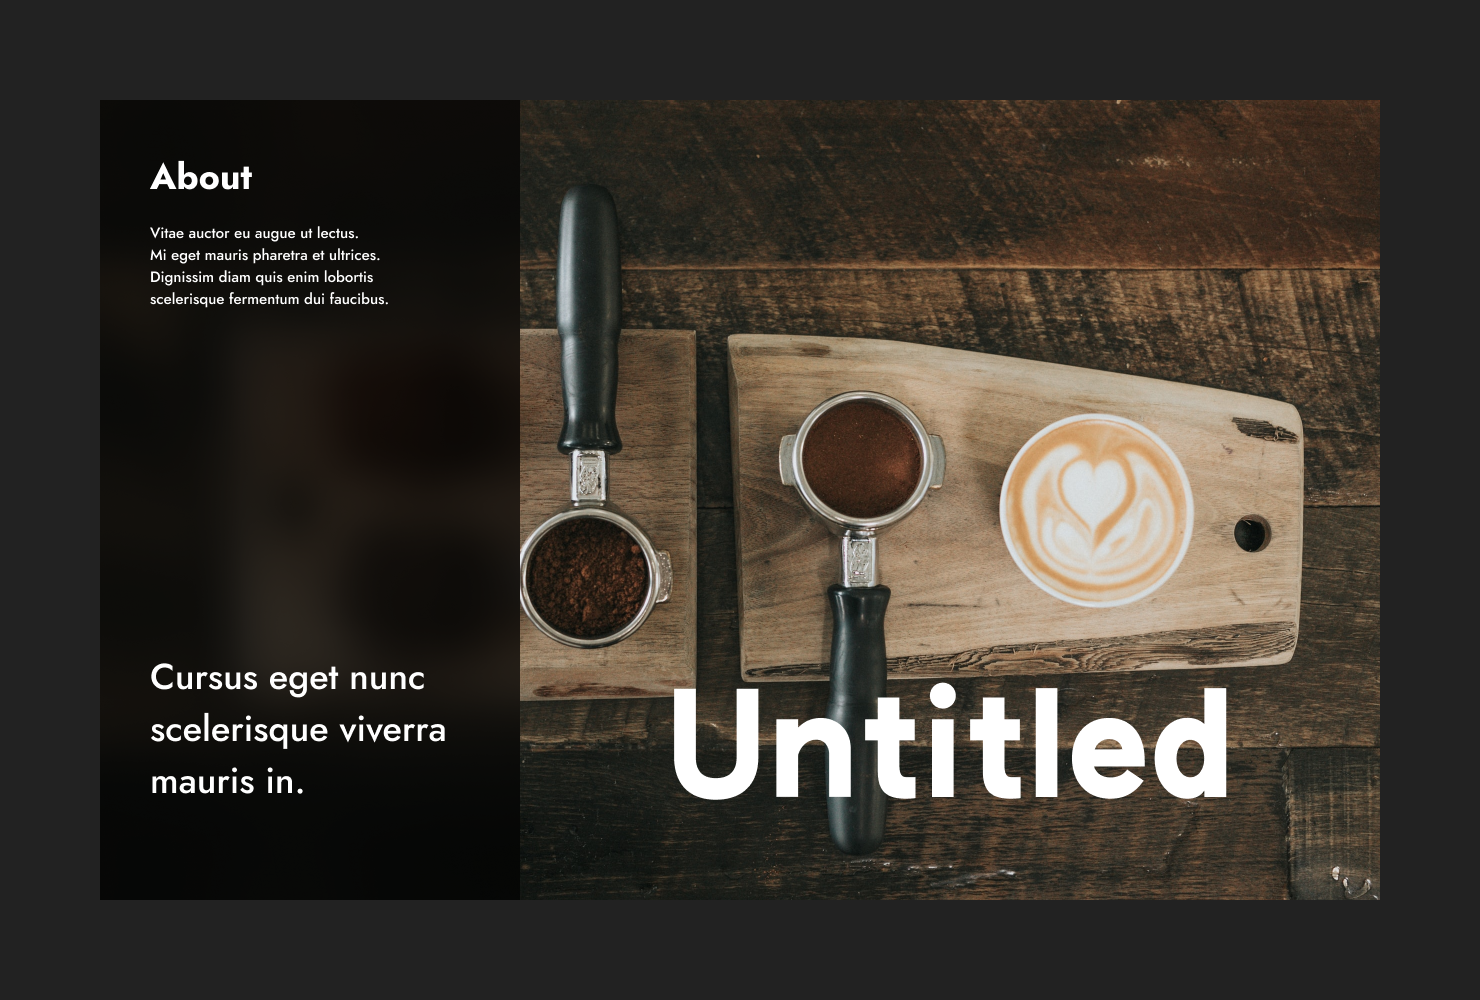 About
Vitae auctor eu augue ut lectus.
Mi eget mauris pharetra et ultrices.
Dignissim diam quis enim lobortis
scelerisque fermentum dui faucibus.
Cursus eget nunc
scelerisque viverra
mauris in.
Untitled